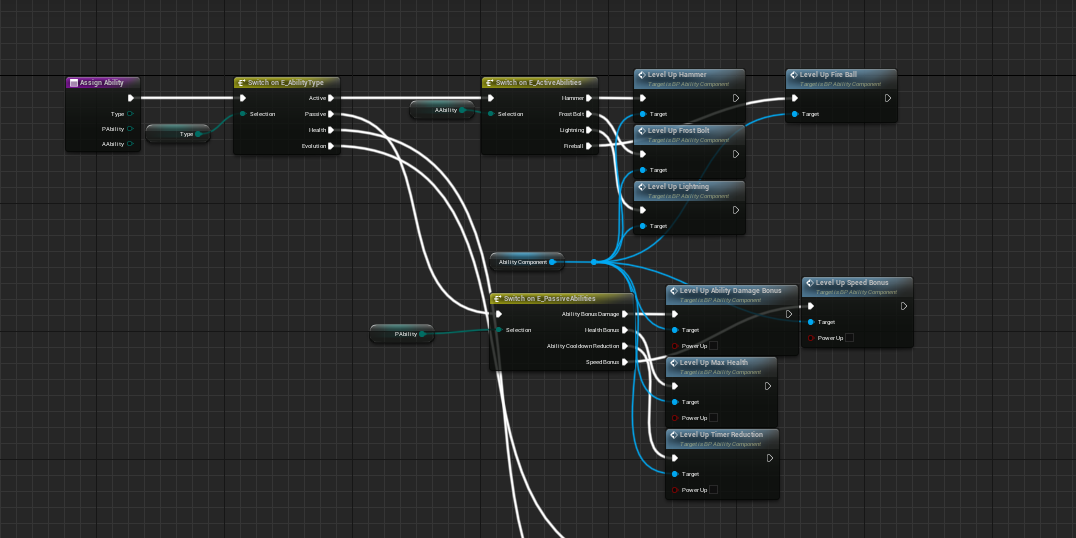 Assign Ability
Type
PAbility
AAbility
Type
Switch on E_AbilityType
Selection
Active
Passive
Health
Evolution
AAbility
Switch on E_ActiveAbilities
Selection
Hammer
Frost Bolt
Lightning
Fireball
Level Up Hammer
Target is BP Ability Component
Target
Level Up Fire Ball
Target is BP Ability Component
Target
Level Up Frost Bolt
Target is BP Ability Component
Target
Level Up Lightning
Target is BP Ability Component
Target
Ability Component
PAbility
Switch on E_PassiveAbilities
Selection
Ability Bonus Damage
Health Bonus
Ability Cooldown Reduction
Speed Bonus
Level Up Ability Damage Bonus
Target is BP Ability Component
Target
Power Up
Level Up Speed Bonus
Target is BP Ability Component
Target
Power Up
Level Up Max Health
Target is BP Ability Component
Target
Power Up
Level Up Timer Reduction
Target is BP Ability Component
Target
Power Up